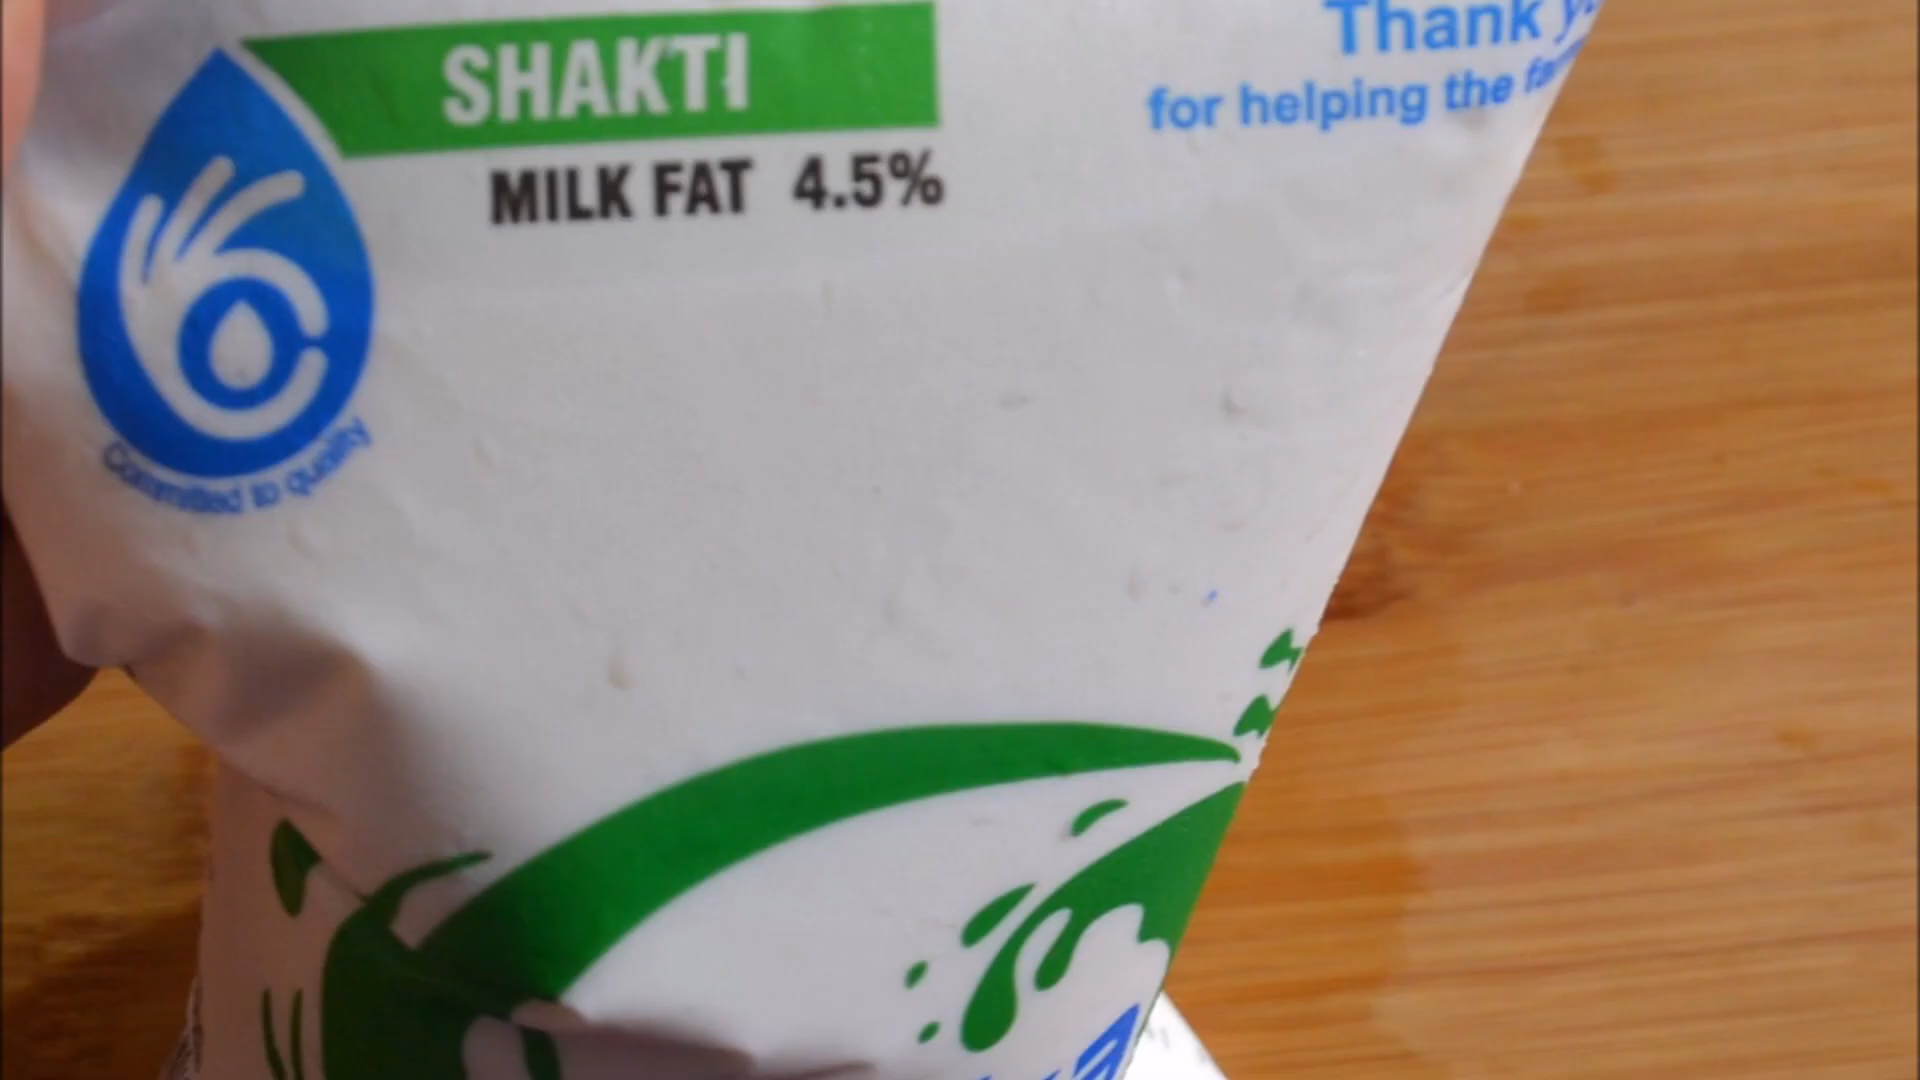 SHAKTI
MILK FAT 4.5%
Thank
for helping the
Committed to quality